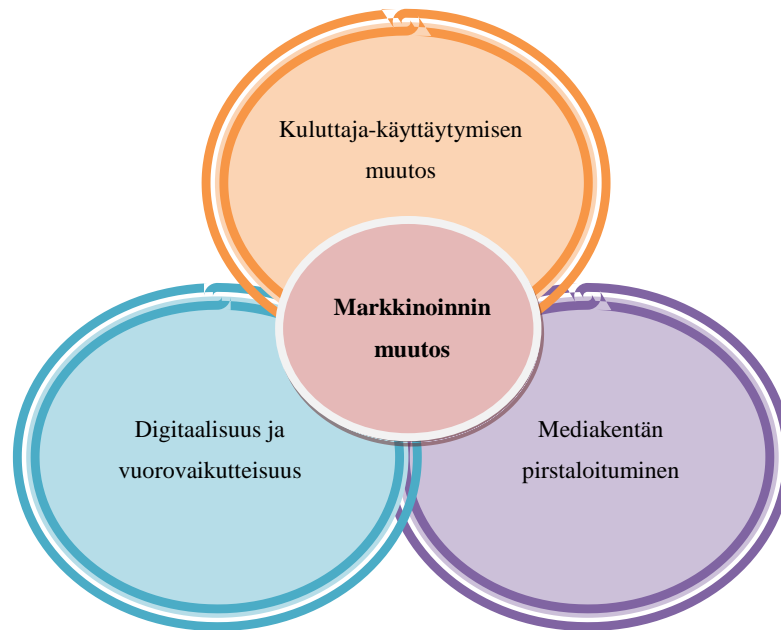 Kuluttaja-käyttäytymisen
muutos
Markkinoinnin
muutos
Digitaalisuus ja
vuorovaikutteisuus
Mediakentän
pirstaloituminen